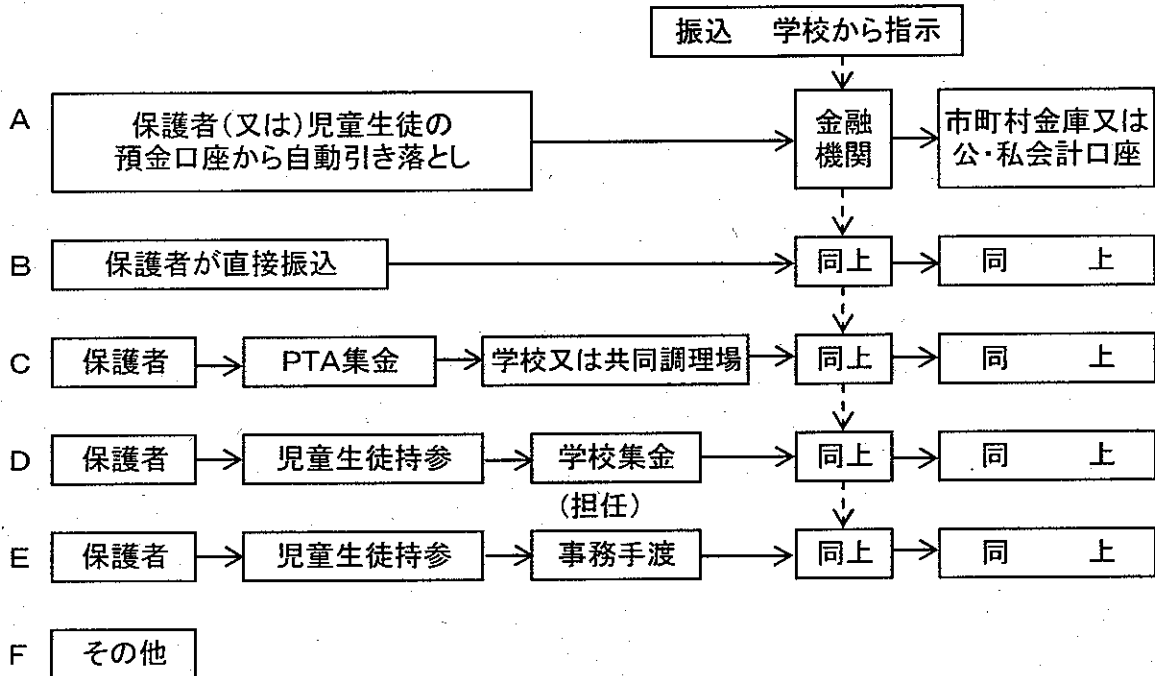 振込 学校から指示
A 保護者(又は)児童生徒の
預金口座から自動引き落とし
金融
機関
市町村金庫又は
公・私会計口座
B 保護者が直接振込 同上 同 上
C 保護者 PTA集金 学校又は共同調理場 同上 同 上
D 保護者 児童生徒持参 学校集金 同上 同 上
(担任)
E 保護者 児童生徒持参 事務手渡 同上 同 上
F その他